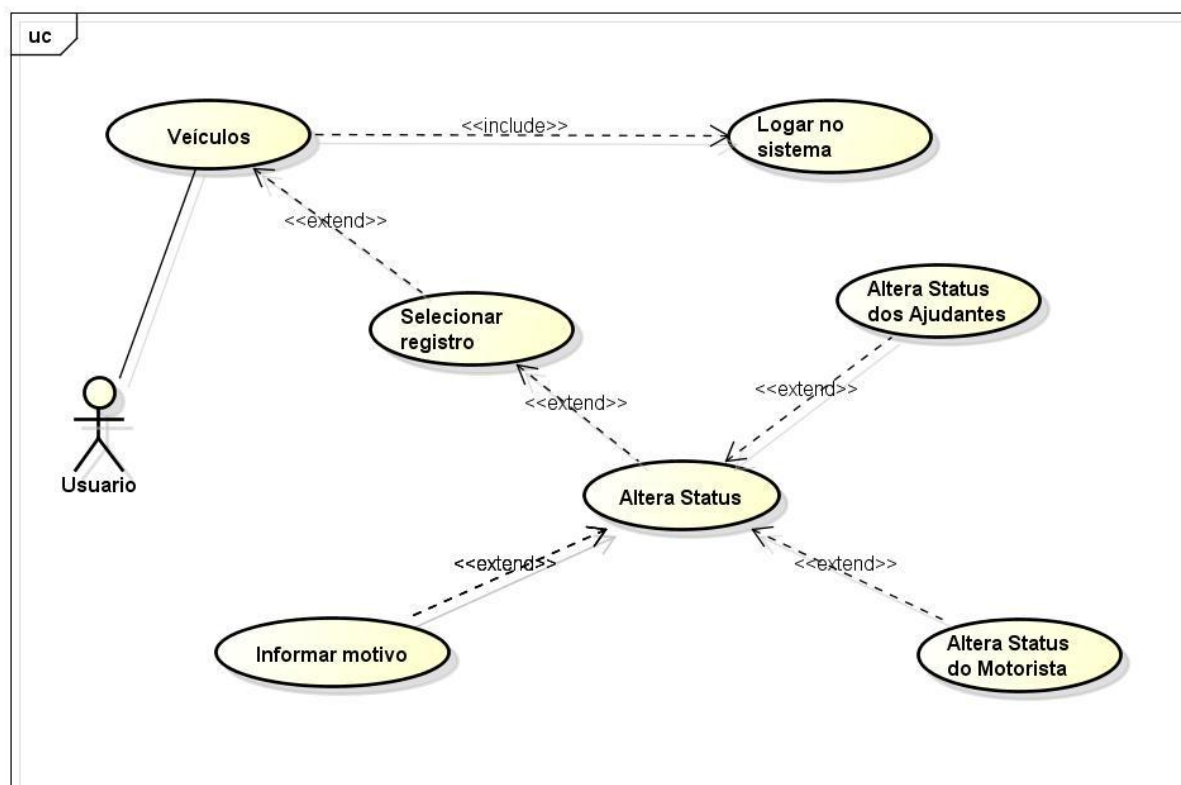 uc
Veículos
<<include>>
Logar no
sistema
<<extend>>
Selecionar
registro
Altera Status
dos Ajudantes
<<extend>>
<<extend>>
Usuario
Altera Status
<<extend>>
<<extend>>
Informar motivo
Altera Status
do Motorista